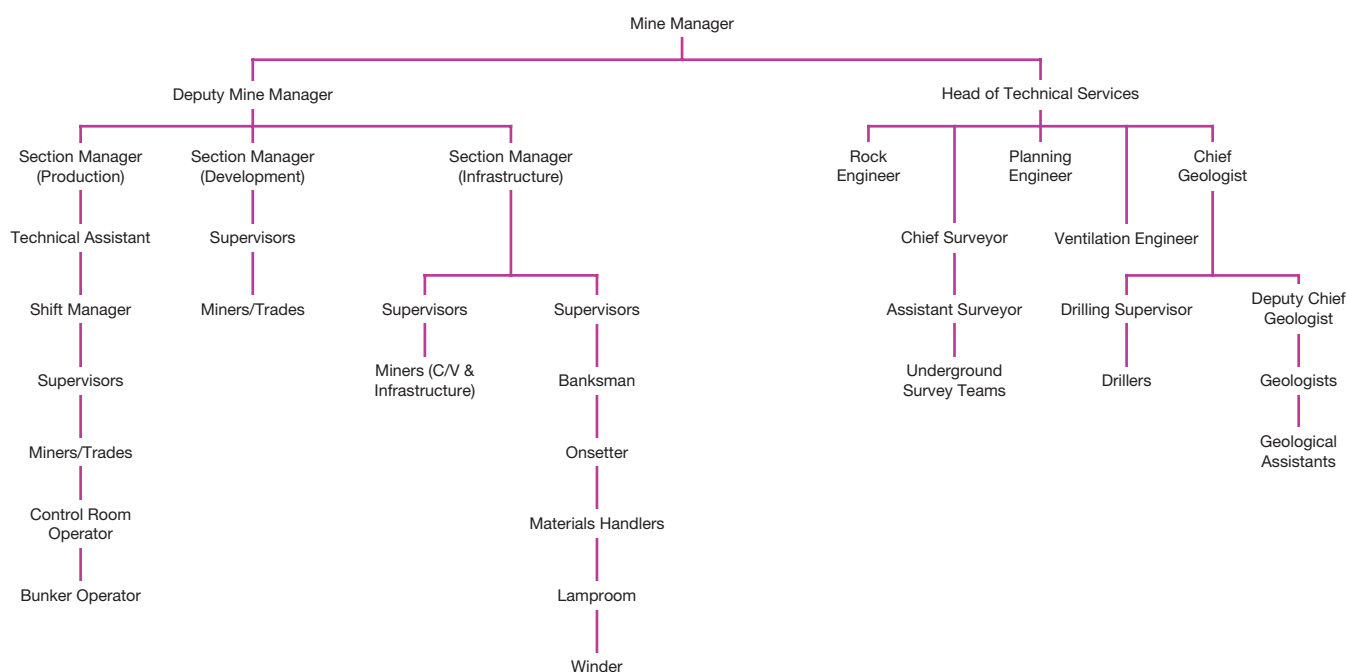 Mine Manager
Deputy Mine Manager
Head of Technical Services
Section Manager
(Production)
Section Manager
(Development)
Section Manager
(Infrastructure)
Rock
Engineer
Planning
Engineer
Chief
Geologist
Technical Assistant
Supervisors
Chief Surveyor
Ventilation Engineer
Shift Manager
Miners/Trades
Supervisors
Supervisors
Assistant Surveyor
Drilling Supervisor
Deputy Chief
Geologist
Supervisors
Miners (C/V &
Infrastructure)
Banksman
Underground
Survey Teams
Drillers
Geologists
Miners/Trades
Onsetter
Geological
Assistants
Control Room
Operator
Materials Handlers
Bunker Operator
Lamproom
Winder